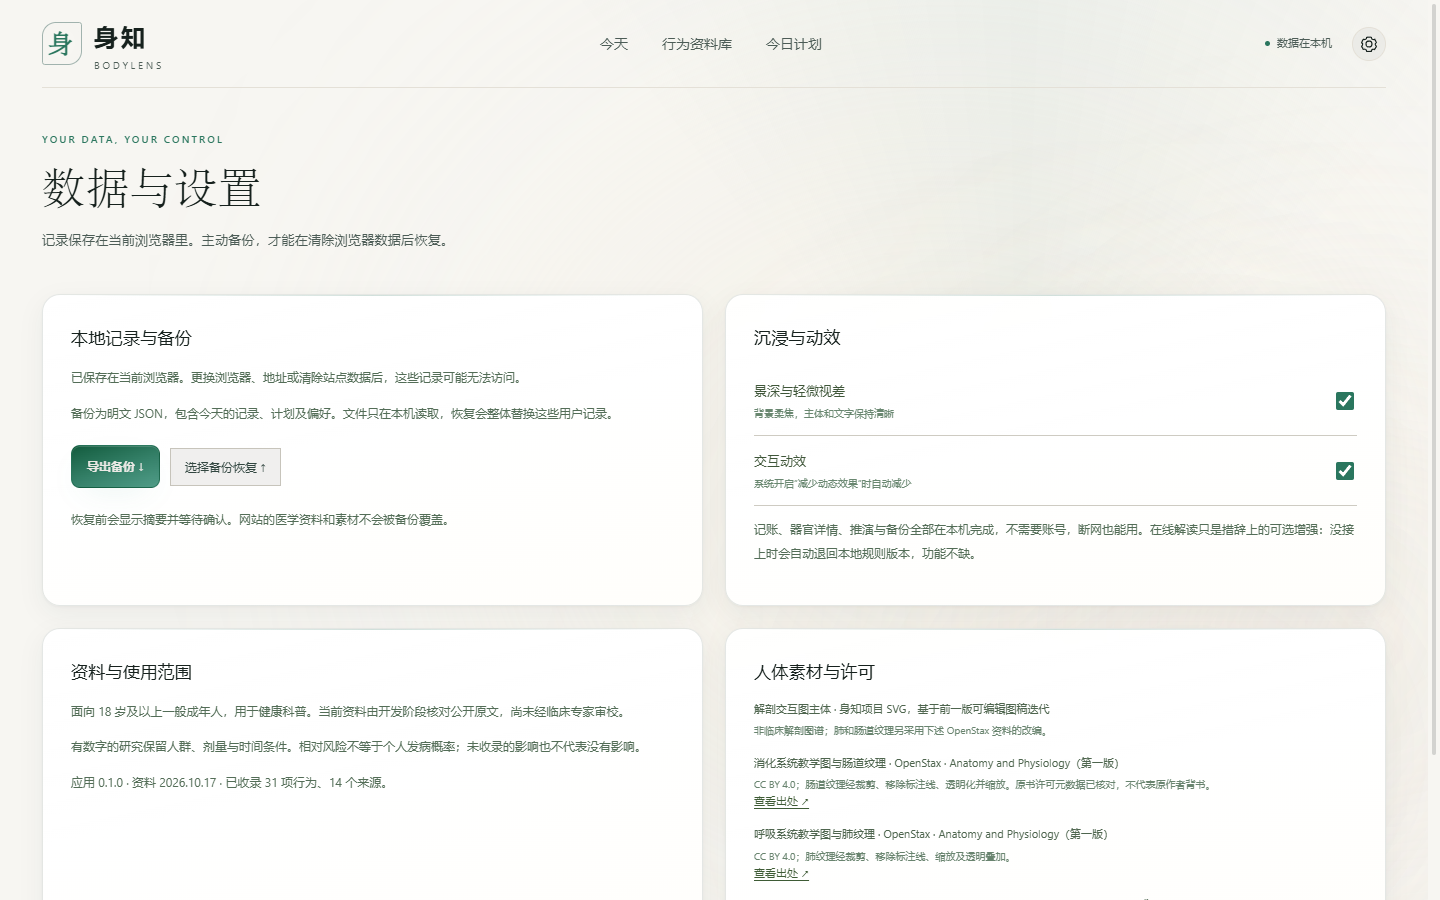 身
身知
BODYLENS
今天
行为资料库
今日计划
数据在本机
YOUR DATA, YOUR CONTROL
数据与设置
记录保存在当前浏览器里。主动备份，才能在清除浏览器数据后恢复。
本地记录与备份
已保存在当前浏览器。更换浏览器、地址或清除站点数据后，这些记录可能无法访问。
备份为明文 JSON，包含今天的记录、计划及偏好。文件只在本机读取，恢复会整体替换这些用户记录。
导出备份 ↓
选择备份恢复 ↑
恢复前会显示摘要并等待确认。网站的医学资料和素材不会被备份覆盖。
沉浸与动效
景深与轻微视差
背景柔焦，主体和文字保持清晰
交互动效
系统开启“减少动态效果”时自动减少
记账、器官详情、推演与备份全部在本机完成，不需要账号，断网也能用。在线解读只是措辞上的可选增强：没接
上时会自动退回本地规则版本，功能不缺。
资料与使用范围
面向 18 岁及以上一般成年人，用于健康科普。当前资料由开发阶段核对公开原文，尚未经临床专家审校。
有数字的研究保留人群、剂量与时间条件。相对风险不等于个人发病概率；未收录的影响也不代表没有影响。
应用 0.1.0 · 资料 2026.10.17 · 已收录 31 项行为、14 个来源。
人体素材与许可
解剖交互图主体 · 身知项目 SVG，基于前一版可编辑图稿迭代
非临床解剖图谱；肺和肠道纹理另采用下述 OpenStax 资料的改编。
消化系统教学图与肠道纹理 · OpenStax · Anatomy and Physiology（第一版）
CC BY 4.0；肠道纹理经裁剪、移除标注线、透明化并缩放。原书许可元数据已核对，不代表原作者背书。
查看出处 ↗
呼吸系统教学图与肺纹理 · OpenStax · Anatomy and Physiology（第一版）
CC BY 4.0；肺纹理经裁剪、移除标注线、缩放及透明叠加。
查看出处 ↗